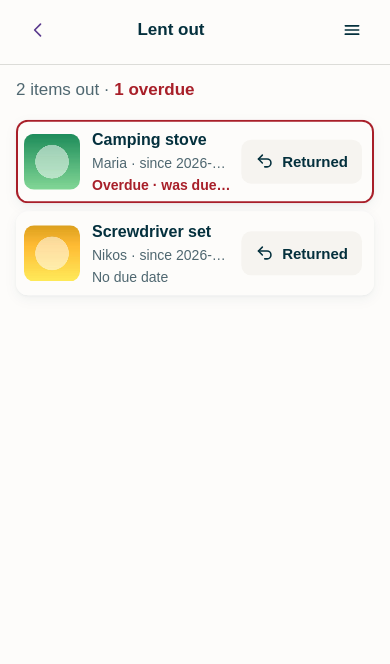 Lent out
2 items out · 1 overdue
Camping stove
Maria · since 2026-...
Overdue · was due...
Returned
Screwdriver set
Nikos · since 2026-...
No due date
Returned